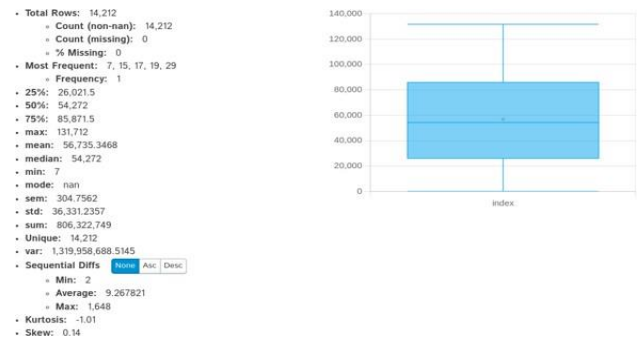 Total Rows: 14,212
Count (non-nan): 14,212
Count (missing): 0
% Missing: 0
Most Frequent: 7, 15, 17, 19, 29
Frequency: 1
25%: 26,021.5
50%: 54,272
75%: 85,871.5
max: 131,712
mean: 56,735.3468
median: 54,272
min: 7
mode: nan
sem: 304.7562
std: 36,331.2357
sum: 806,322,749
Unique: 14,212
var: 1,319,958,688.5145
Sequential Diffs None Asc Desc
Min: 2
Average: 9.267821
Max: 1,648
Kurtosis: -1.01
Skew: 0.14
140,000
120,000
100,000
80,000
60,000
40,000
20,000
0
index